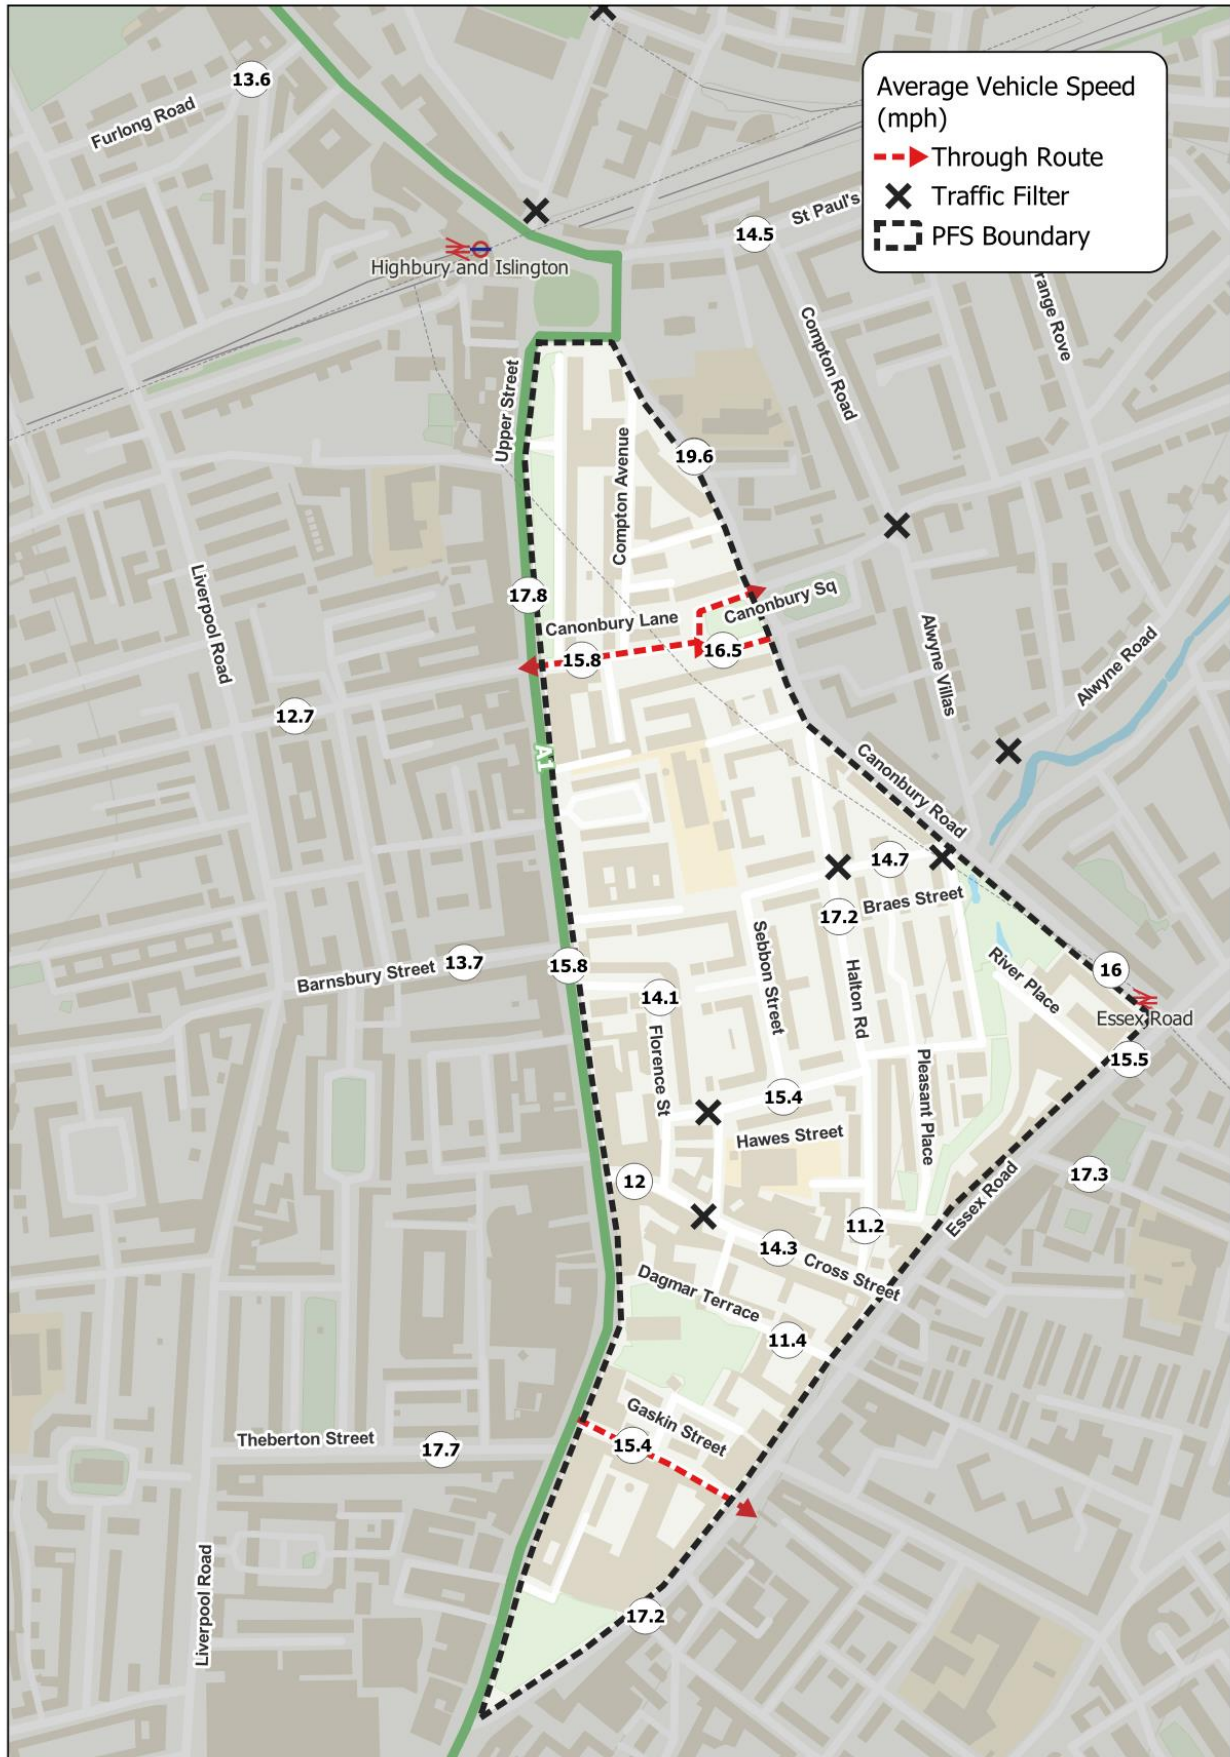 Average Vehicle Speed
(mph)
Through Route
Traffic Filter
PFS Boundary
13.6
Furlong Road
St Paul's
14.5
Highbury and Islington
range Rove
Compton Road
Upper Street
Compton Avenue
19.6
Liverpool Road
17.8
Canonbury Sq
Canonbury Lane
15.8
16.5
Alwyne Villas
Alwyne Road
12.7
A1
Canonbury Road
14.7
Braes Street
17.2
Sebbon Street
Halton Rd
Barnsbury Street
13.7
15.8
14.1
River Place
16
Essex Road
Florence St
15.5
Pleasant Place
15.4
Hawes Street
12
17.3
Essex Road
11.2
14.3
Cross Street
Dagmar Terrace
11.4
Gaskin Street
Theberton Street
17.7
15.4
Liverpool Road
17.2